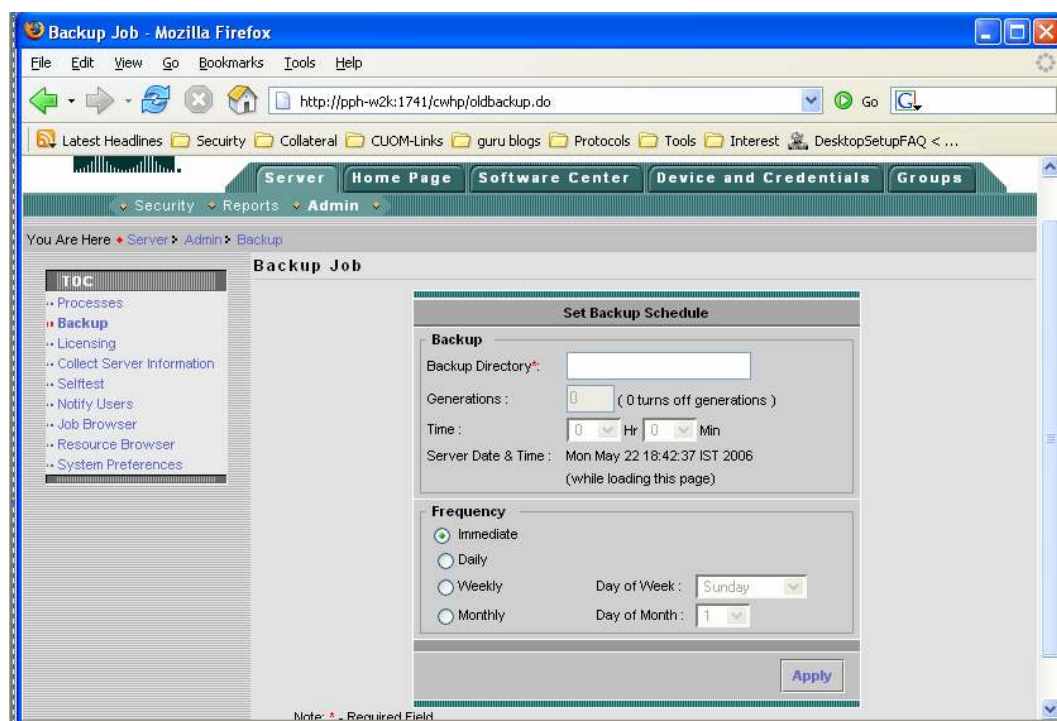 Backup Job - Mozilla Firefox
File Edit View Go Bookmarks Tools Help
http://pph-w2k:1741/cwhp/oldbackup.do Go G
Latest Headlines Secuirty Collateral CUOM-Links guru blogs Protocols Tools Interest DesktopSetupFAQ < ...
Server Home Page Software Center Device and Credentials Groups
Security Reports Admin
You Are Here Server > Admin > Backup
Backup Job
TOC
Processes
Backup
Licensing
Collect Server Information
Selftest
Notify Users
Job Browser
Resource Browser
System Preferences
Set Backup Schedule
Backup
Backup Directory*:
Generations : 0 ( 0 turns off generations )
Time : 0 Hr 0 Min
Server Date & Time : Mon May 22 18:42:37 IST 2006
(while loading this page)
Frequency
Immediate
Daily
Weekly Day of Week : Sunday
Monthly Day of Month : 1
Apply
Note: * - Required Field